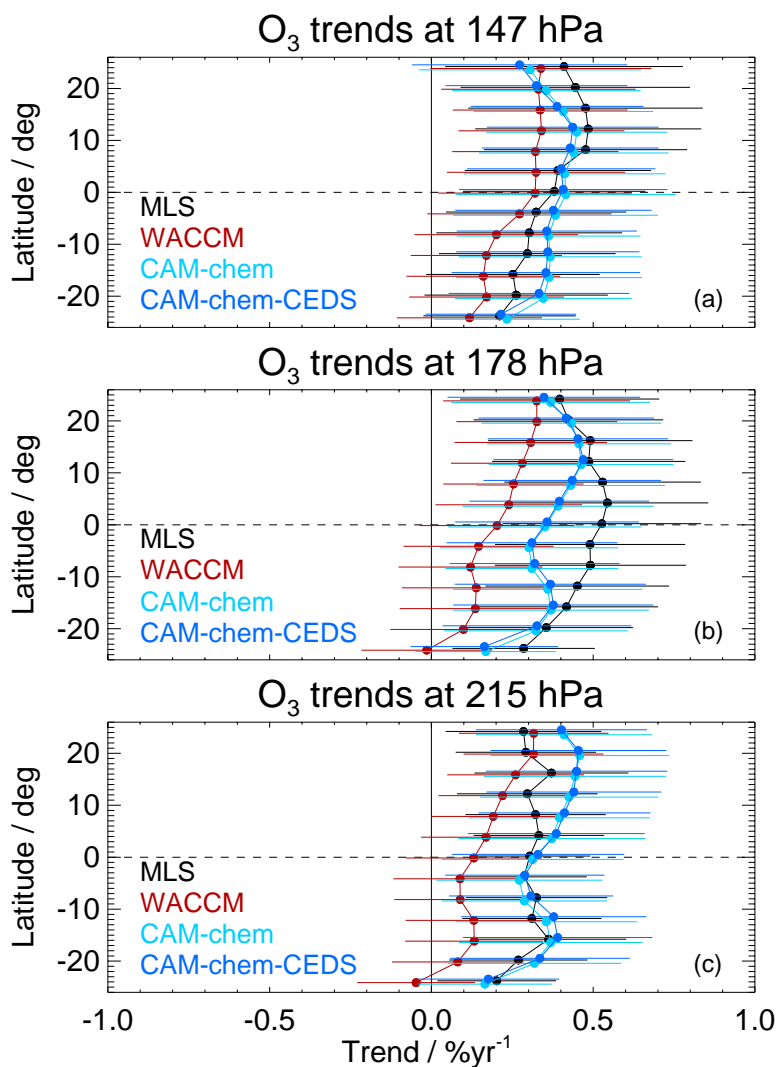 O3 trends at 147 hPa
20
10
0
-10
-20
Latitude / deg
MLS
WACCM
CAM-chem
CAM-chem-CEDS
(a)
O3 trends at 178 hPa
20
10
0
-10
-20
Latitude / deg
MLS
WACCM
CAM-chem
CAM-chem-CEDS
(b)
O3 trends at 215 hPa
20
10
0
-10
-20
Latitude / deg
MLS
WACCM
CAM-chem
CAM-chem-CEDS
(c)
-1.0 -0.5 0.0 0.5 1.0
Trend / %yr-1